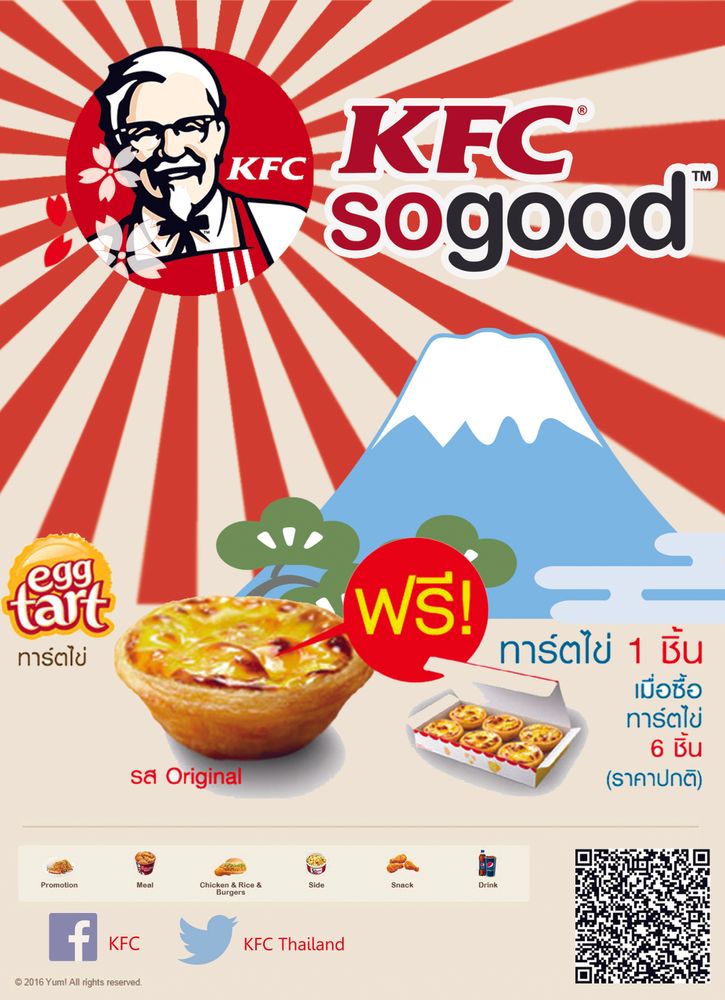 KFC
KFC®
sogood™
egg
tart
ทาร์ตไข่
ฟรี!
รส Original
ทาร์ตไข่ 1 ชิ้น
เมื่อซื้อ
ทาร์ตไข่
6 ชิ้น
(ราคาปกติ)
Promotion
Meal
Chicken & Rice &
Burgers
Side
Snack
Drink
KFC
KFC Thailand
© 2016 Yum! All rights reserved.